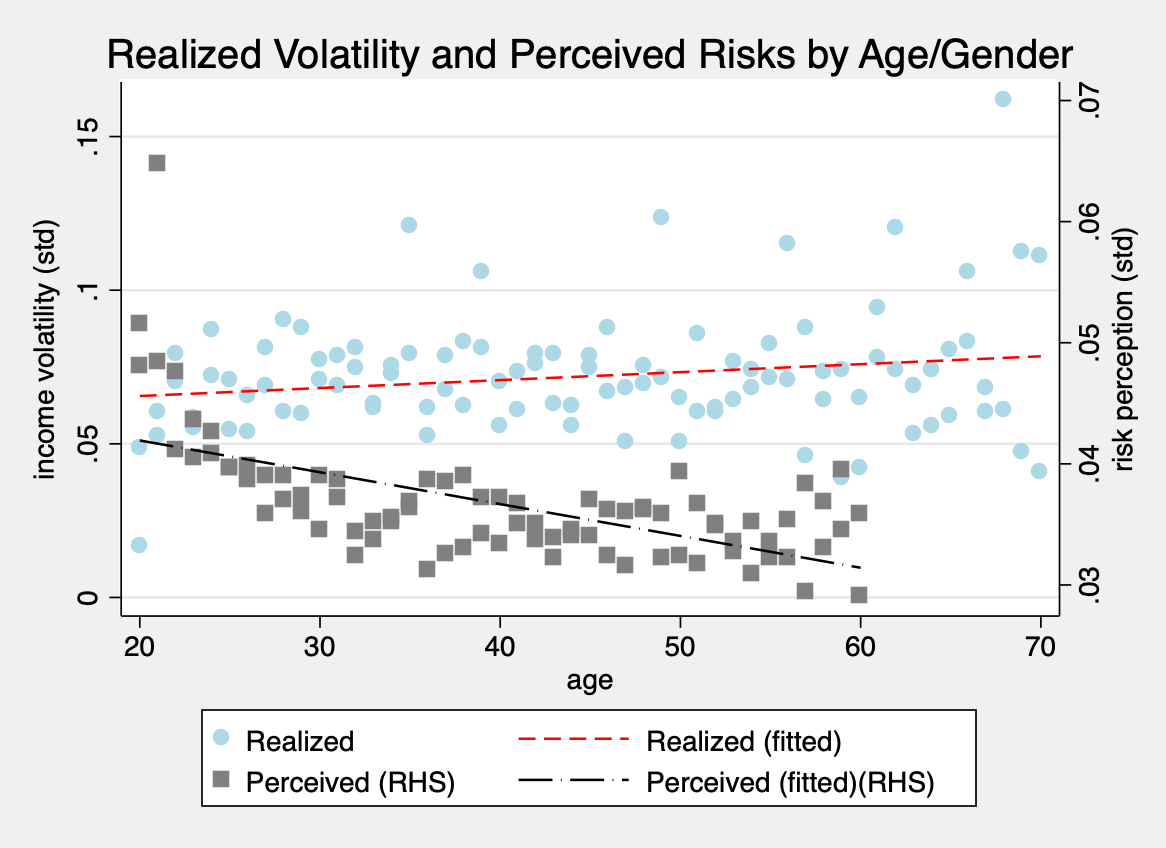 Realized Volatility and Perceived Risks by Age/Gender
income volatility (std)
.15
.1
.05
0
.07
.06
.05
.04
.03
risk perception (std)
20 30 40 50 60 70
age
Realized
Realized (fitted)
Perceived (RHS)
Perceived (fitted)(RHS)